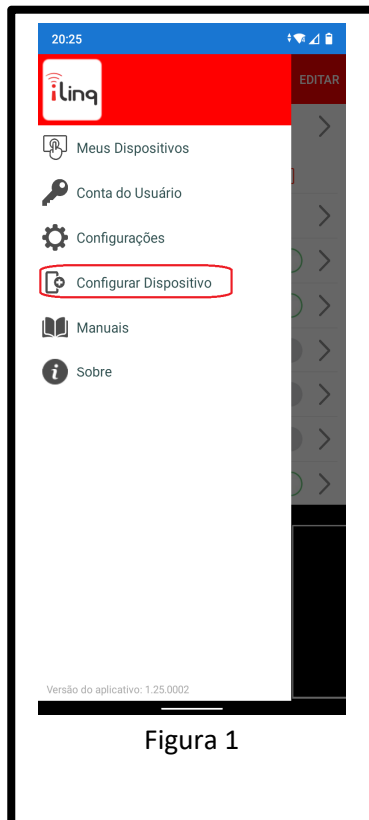 20:25
iLinq
EDITAR
Meus Dispositivos
Conta do Usuário
Configurações
Configurar Dispositivo
Manuais
Sobre
Versão do aplicativo: 1.25.0002
Figura 1